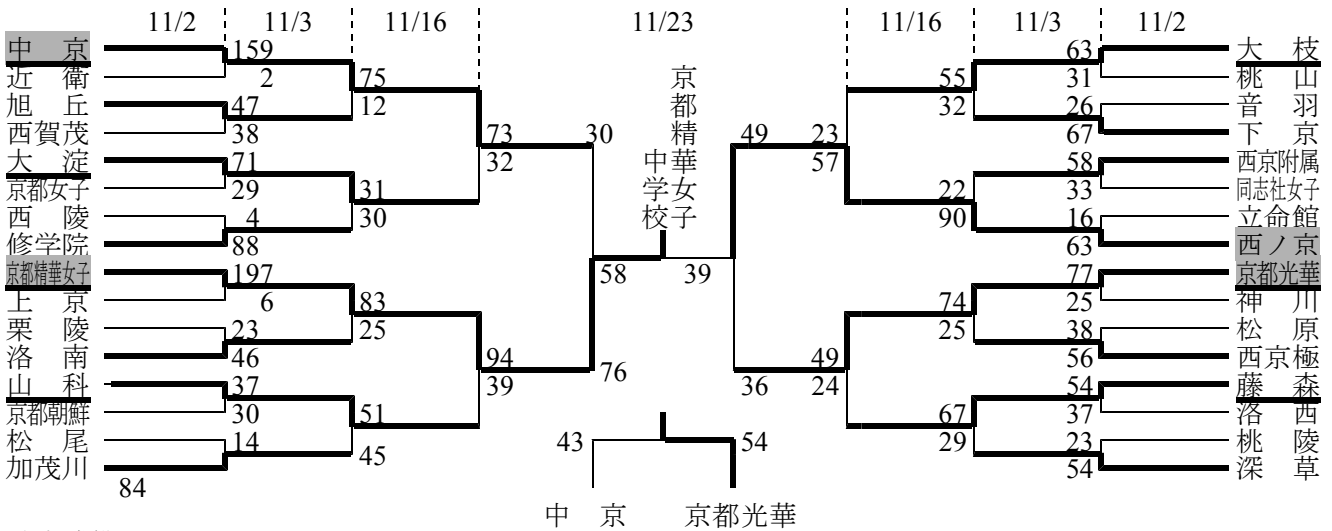 11/2 11/3 11/16 11/23 11/16 11/3 11/2
中京 159 63 大枝
近衛 2 75 55 31 桃山
旭丘 47 12 32 26 音羽
西賀茂 38 73 30 49 23 67 下京
大淀 71 32 57 58 西京附属
京都女子 29 31 22 33 同志社女子
西陵 4 30 90 16 立命館
修学院 88 63 西ノ京
京都精華女子中学校
58 39
京都精華女子 197 77 京都光華
上京 6 83 74 25 神川
栗陵 23 25 25 38 松原
洛南 46 94 76 36 49 56 西京極
山科 37 39 24 54 藤森
京都朝鮮 30 51 67 37 洛西
松尾 14 45 43 54 29 23 桃陵
加茂川 84 54 深草
中京 京都光華